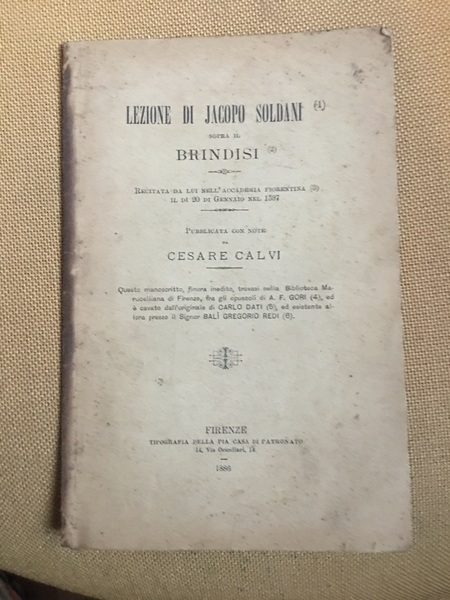 LEZIONE DI JACOPO SOLDANI (1)
SOPRA IL
BRINDISI (2)
RECITATA DA LUI NELL'ACCADEMIA FIORENTINA (3)
IL DI 20 DI GENNAIO NEL 1587
PUBBLICATA CON NOTE
DA
CESARE CALVI
Questo manoscritto, finora inedito, trovasi nella Biblioteca Ma-
rucelliana di Firenze, fra gli opuscoli di A. F. GORI (4), ed
è cavato dall'originale di CARLO DATI (5), ed esistente al-
lora presso il Signor BALÌ GREGORIO REDI (6).
FIRENZE
TIPOGRAFIA DELLA PIA CASA DI PATRONATO
14, Via Oricellari, 14
1886